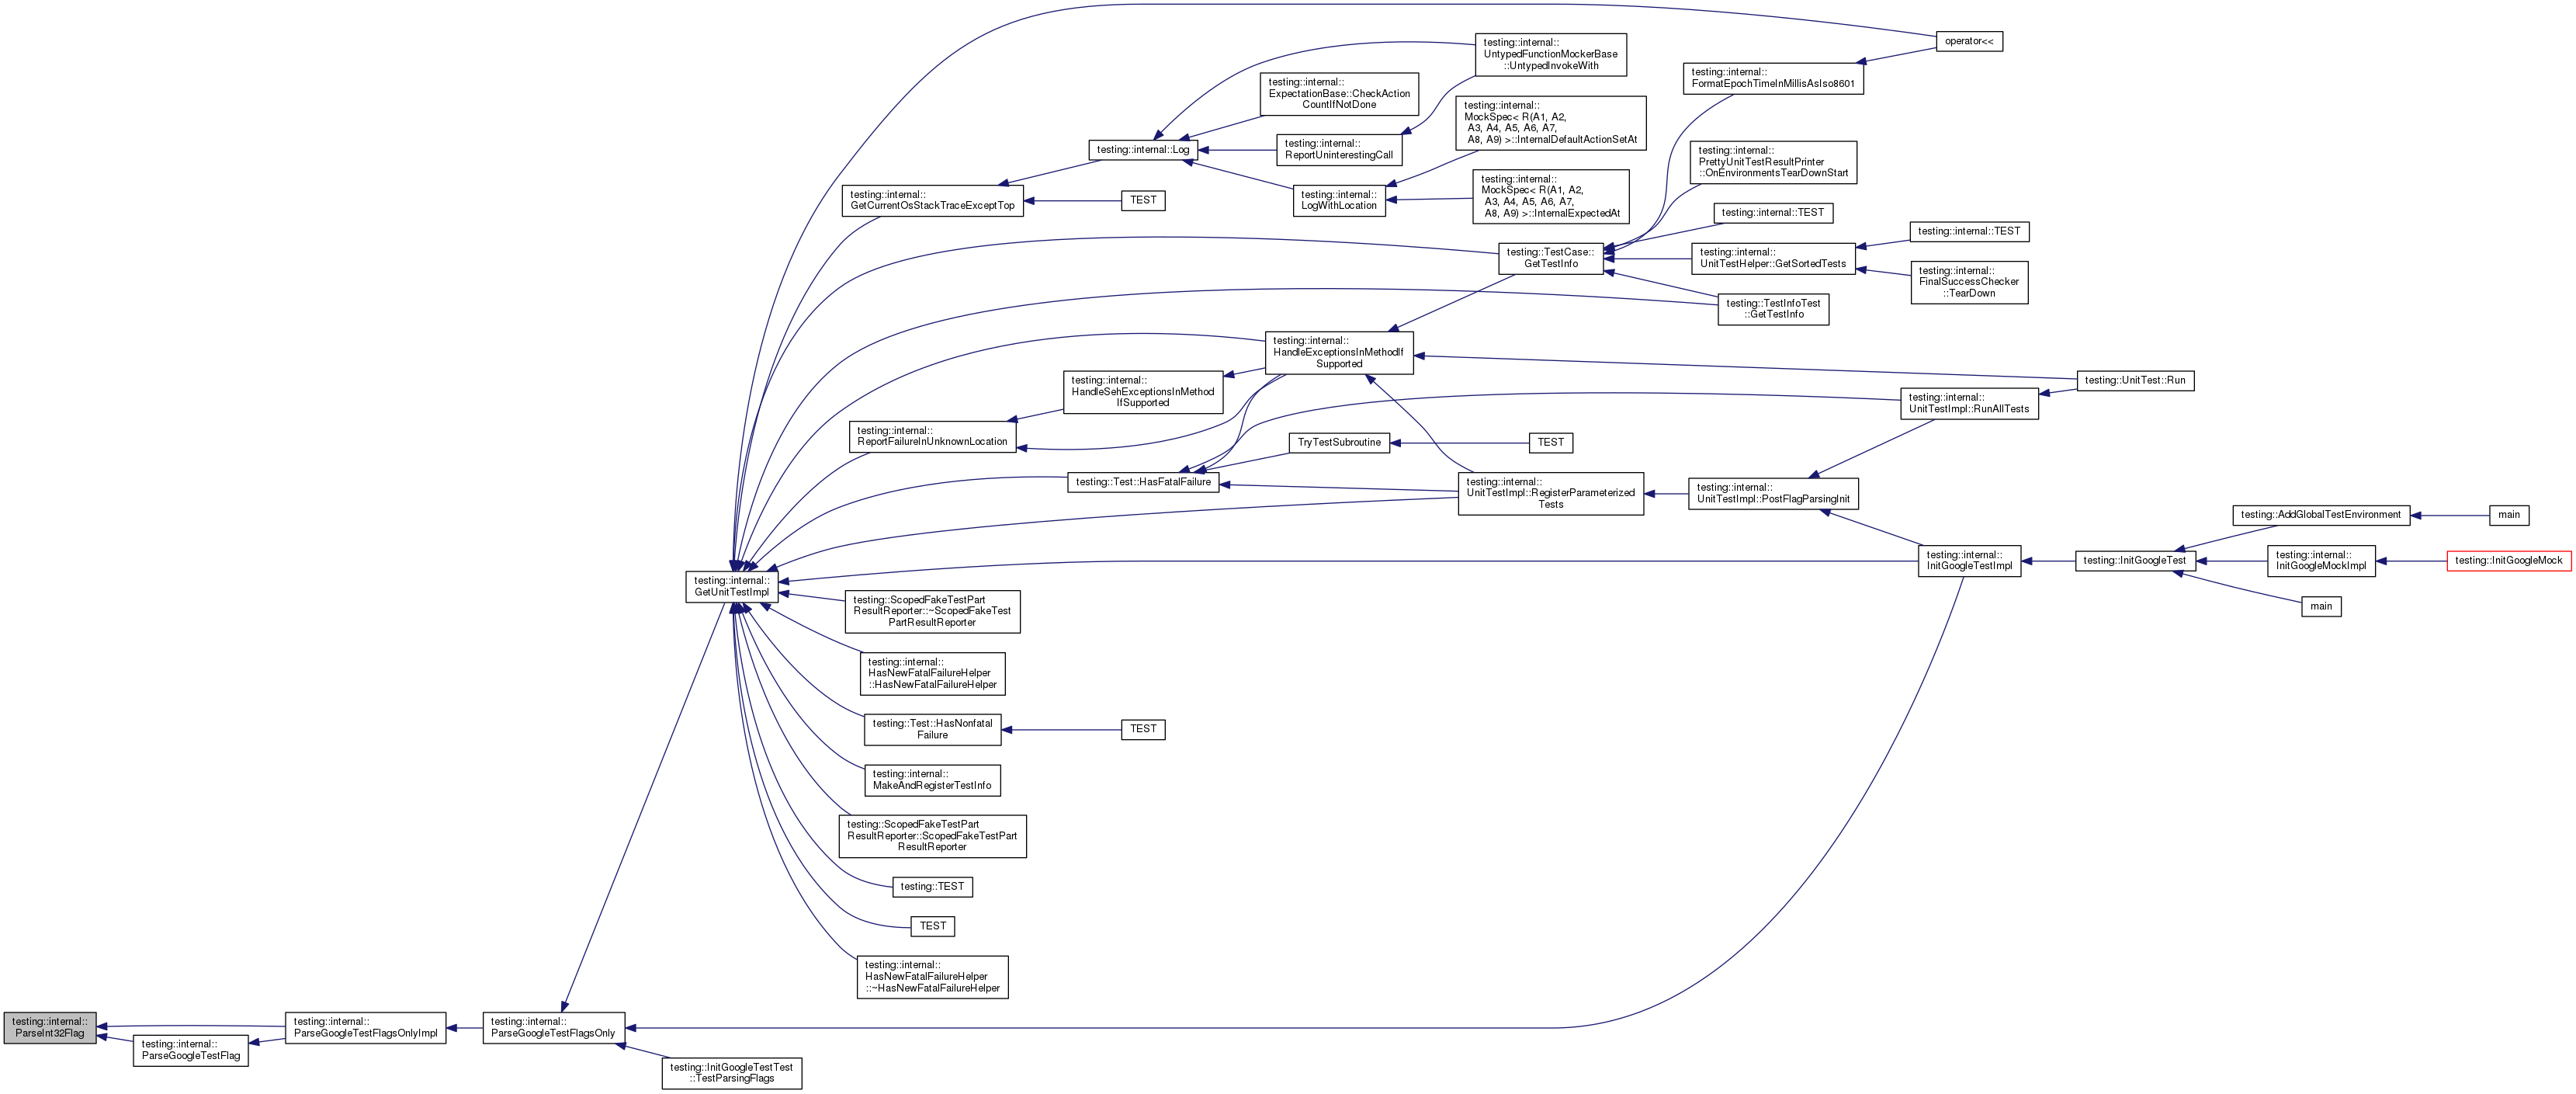 operator<<
testing::internal::
UntypedFunctionMockerBase
::UntypedInvokeWith
testing::internal::
FormatEpochTimeInMillisAsIso8601
testing::internal::
ExpectationBase::CheckAction
CountIfNotDone
testing::internal::
MockSpec< R(A1, A2,
A3, A4, A5, A6, A7,
A8, A9) >::InternalDefaultActionSetAt
testing::internal::Log
testing::internal::
ReportUninterestingCall
testing::internal::
PrettyUnitTestResultPrinter
::OnEnvironmentsTearDownStart
testing::internal::
MockSpec< R(A1, A2,
A3, A4, A5, A6, A7,
A8, A9) >::InternalExpectedAt
testing::internal::
GetCurrentOsStackTraceExceptTop
TEST
testing::internal::
LogWithLocation
testing::internal::TEST
testing::internal::TEST
testing::TestCase::
GetTestInfo
testing::internal::
UnitTestHelper::GetSortedTests
testing::internal::
FinalSuccessChecker
::TearDown
testing::TestInfoTest
::GetTestInfo
testing::internal::
HandleExceptionsInMethodIf
Supported
testing::internal::
HandleSehExceptionsInMethod
IfSupported
testing::UnitTest::Run
testing::internal::
UnitTestImpl::RunAllTests
testing::internal::
ReportFailureInUnknownLocation
TryTestSubroutine
TEST
testing::Test::HasFatalFailure
testing::internal::
UnitTestImpl::RegisterParameterized
Tests
testing::internal::
UnitTestImpl::PostFlagParsingInit
testing::AddGlobalTestEnvironment
main
testing::internal::
InitGoogleTestImpl
testing::InitGoogleTest
testing::internal::
InitGoogleMockImpl
testing::InitGoogleMock
main
testing::internal::
GetUnitTestImpl
testing::ScopedFakeTestPart
ResultReporter::~ScopedFakeTest
PartResultReporter
testing::internal::
HasNewFatalFailureHelper
::HasNewFatalFailureHelper
testing::Test::HasNonfatal
Failure
TEST
testing::internal::
MakeAndRegisterTestInfo
testing::ScopedFakeTestPart
ResultReporter::ScopedFakeTestPart
ResultReporter
testing::TEST
TEST
testing::internal::
HasNewFatalFailureHelper
::~HasNewFatalFailureHelper
testing::internal::
ParseInt32Flag
testing::internal::
ParseGoogleTestFlag
testing::internal::
ParseGoogleTestFlagsOnlyImpl
testing::internal::
ParseGoogleTestFlagsOnly
testing::InitGoogleTestTest
::TestParsingFlags